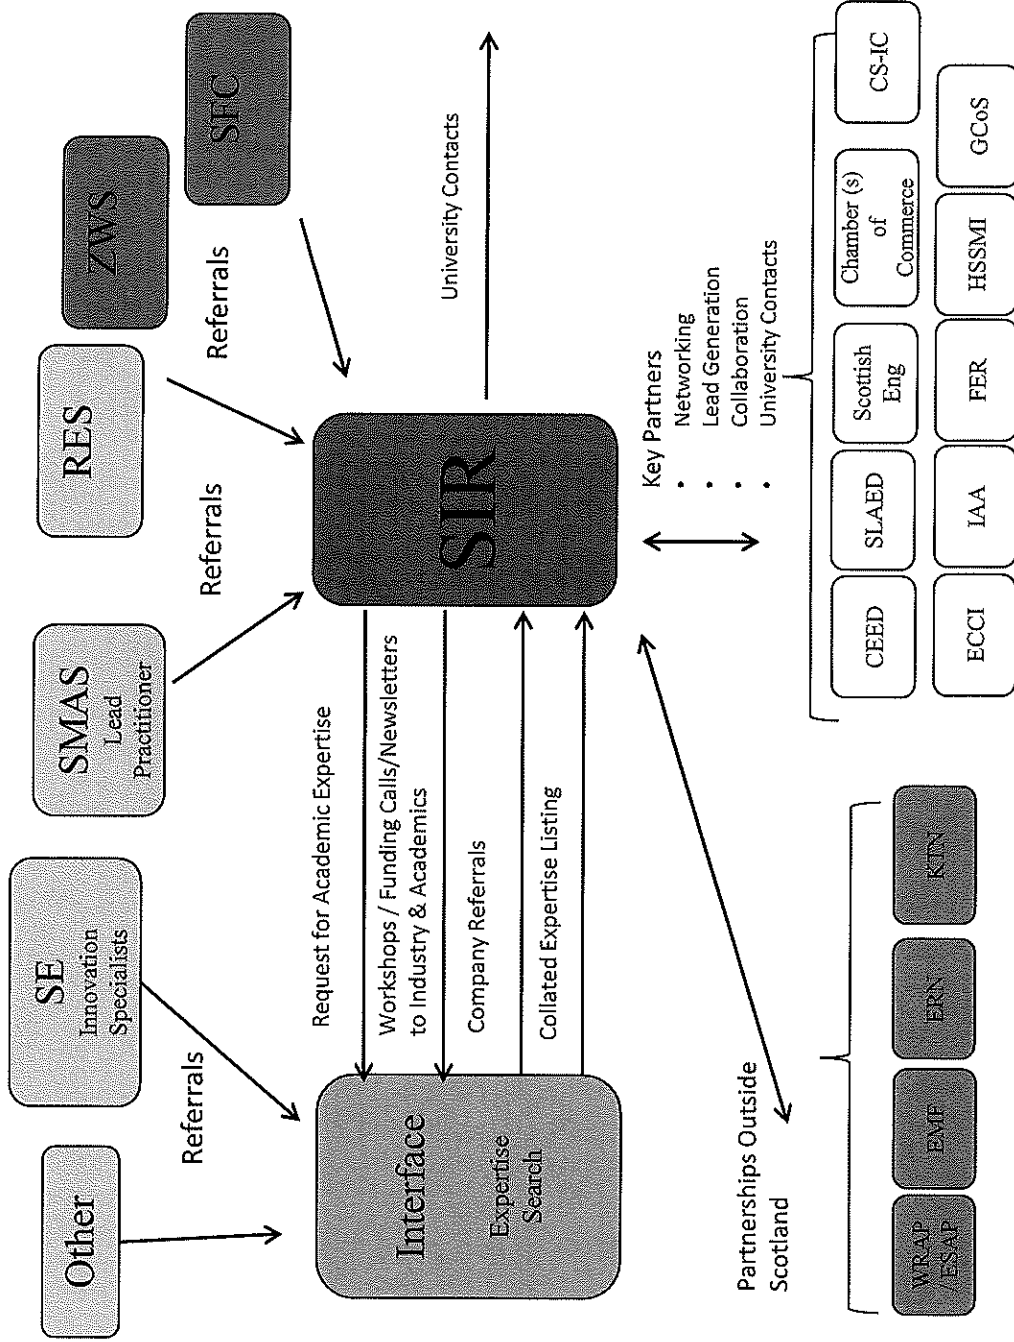 Other
SE
Innovation
Specialists
SMAS
Lead
Practitioner
RES
ZWS
SFC
Referrals
Referrals
Referrals
Interface
Expertise
Search
Request for Academic Expertise
Workshops / Funding Calls/Newsletters
to Industry & Academics
Company Referrals
Collated Expertise Listing
SIR
University Contacts
Partnerships Outside
Scotland
WRAP
/ESAP
EMF
ERN
KTN
Key Partners
• Networking
• Lead Generation
• Collaboration
• University Contacts
CEED
SLAED
Scottish
Eng
Chamber (s)
of
Commerce
CS-IC
ECCI
IAA
FER
HSSMI
GCoS